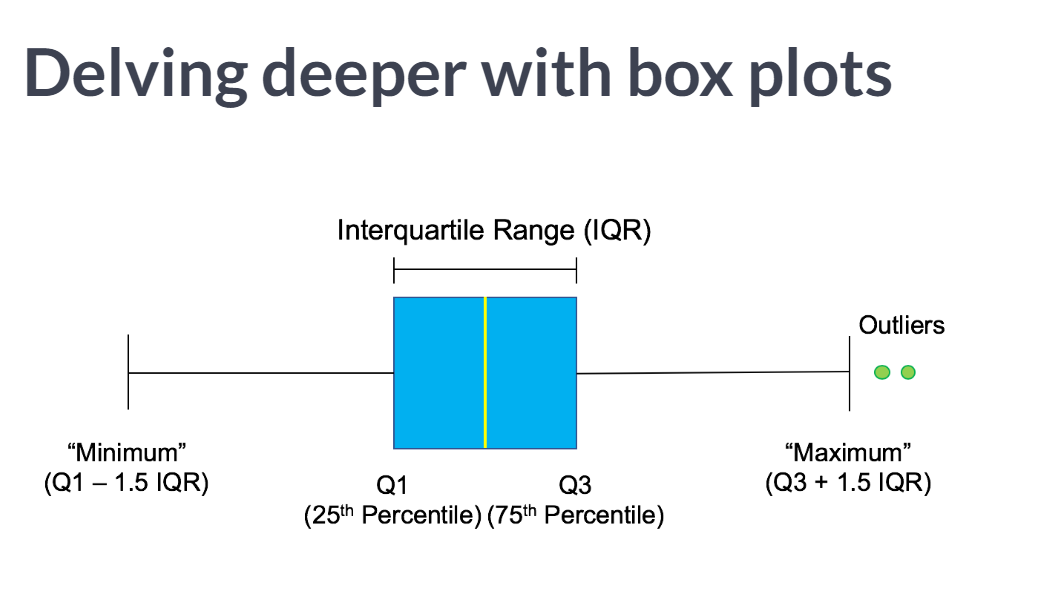 Delving deeper with box plots
Interquartile Range (IQR)
Outliers
“Minimum”
(Q1 – 1.5 IQR)
Q1
(25th Percentile)
Q3
(75th Percentile)
“Maximum”
(Q3 + 1.5 IQR)